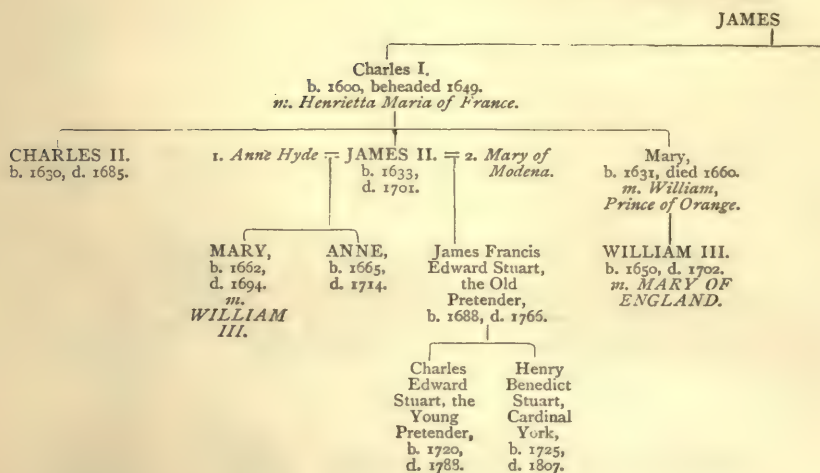 JAMES
Charles I.
b. 1600, beheaded 1649.
m. Henrietta Maria of France.
CHARLES II.
b. 1630, d. 1685.
1. Anne Hyde = JAMES II. = 2. Mary of
Modena.
b. 1633,
d. 1701.
Mary,
b. 1631, died 1660.
m. William,
Prince of Orange.
MARY,
b. 1662,
d. 1694.
m.
WILLIAM
III.
ANNE,
b. 1665,
d. 1714.
James Francis
Edward Stuart,
the Old
Pretender,
b. 1688, d. 1766.
WILLIAM III.
b. 1650, d. 1702.
m. MARY OF
ENGLAND.
Charles
Edward
Stuart, the
Young
Pretender,
b. 1720,
d. 1788.
Henry
Benedict
Stuart,
Cardinal
York,
b. 1725,
d. 1807.